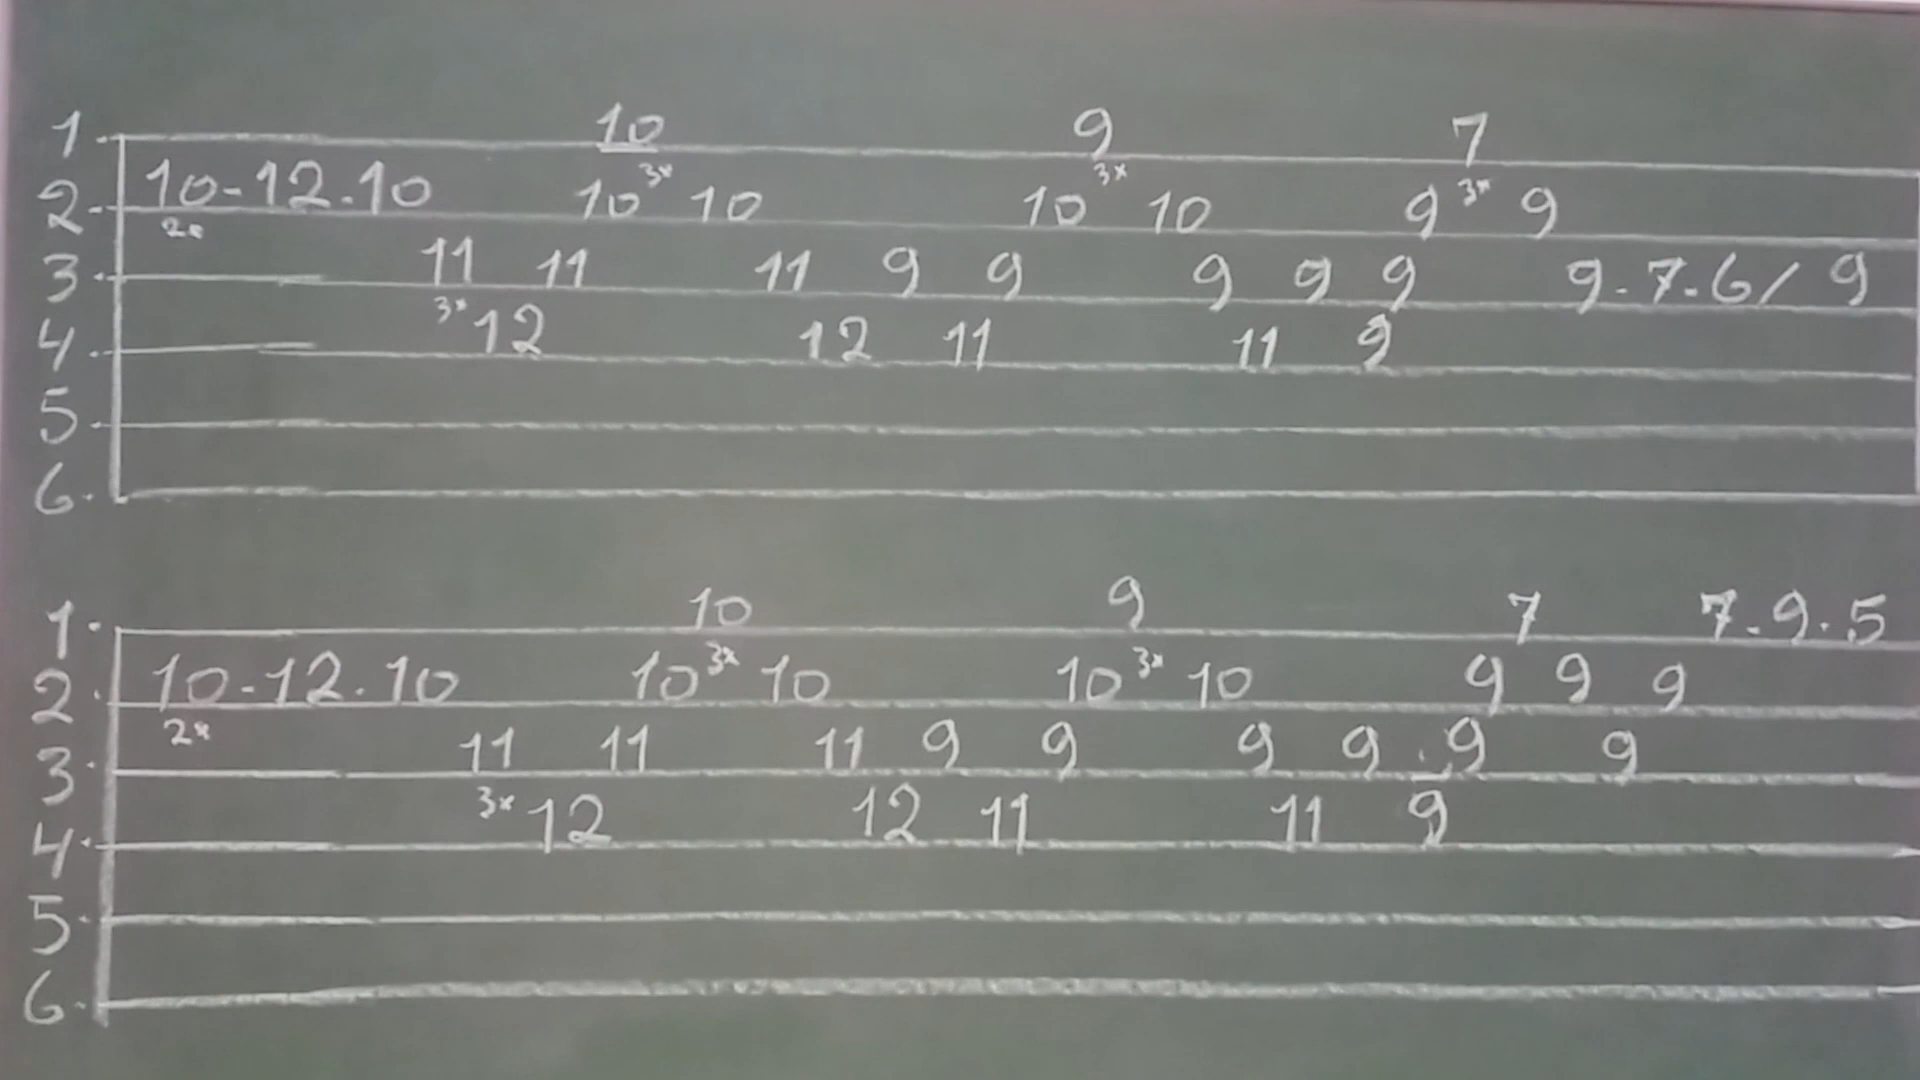 1. 10 9 7
3x 3x 3x
2. 10-12.10 10 10 10 10 9 9
2x
3. 11 11 11 9 9 9 9 9 9.7.6/ 9
3x
4. 12 12 11 11 9
5.
6.
1. 10 9 7 7.9.5
3x 3x
2. 10-12.10 10 10 10 10 9 9 9
2x
3. 11 11 11 9 9 9 9 9 9
3x
4. 12 12 11 11 9
5.
6.